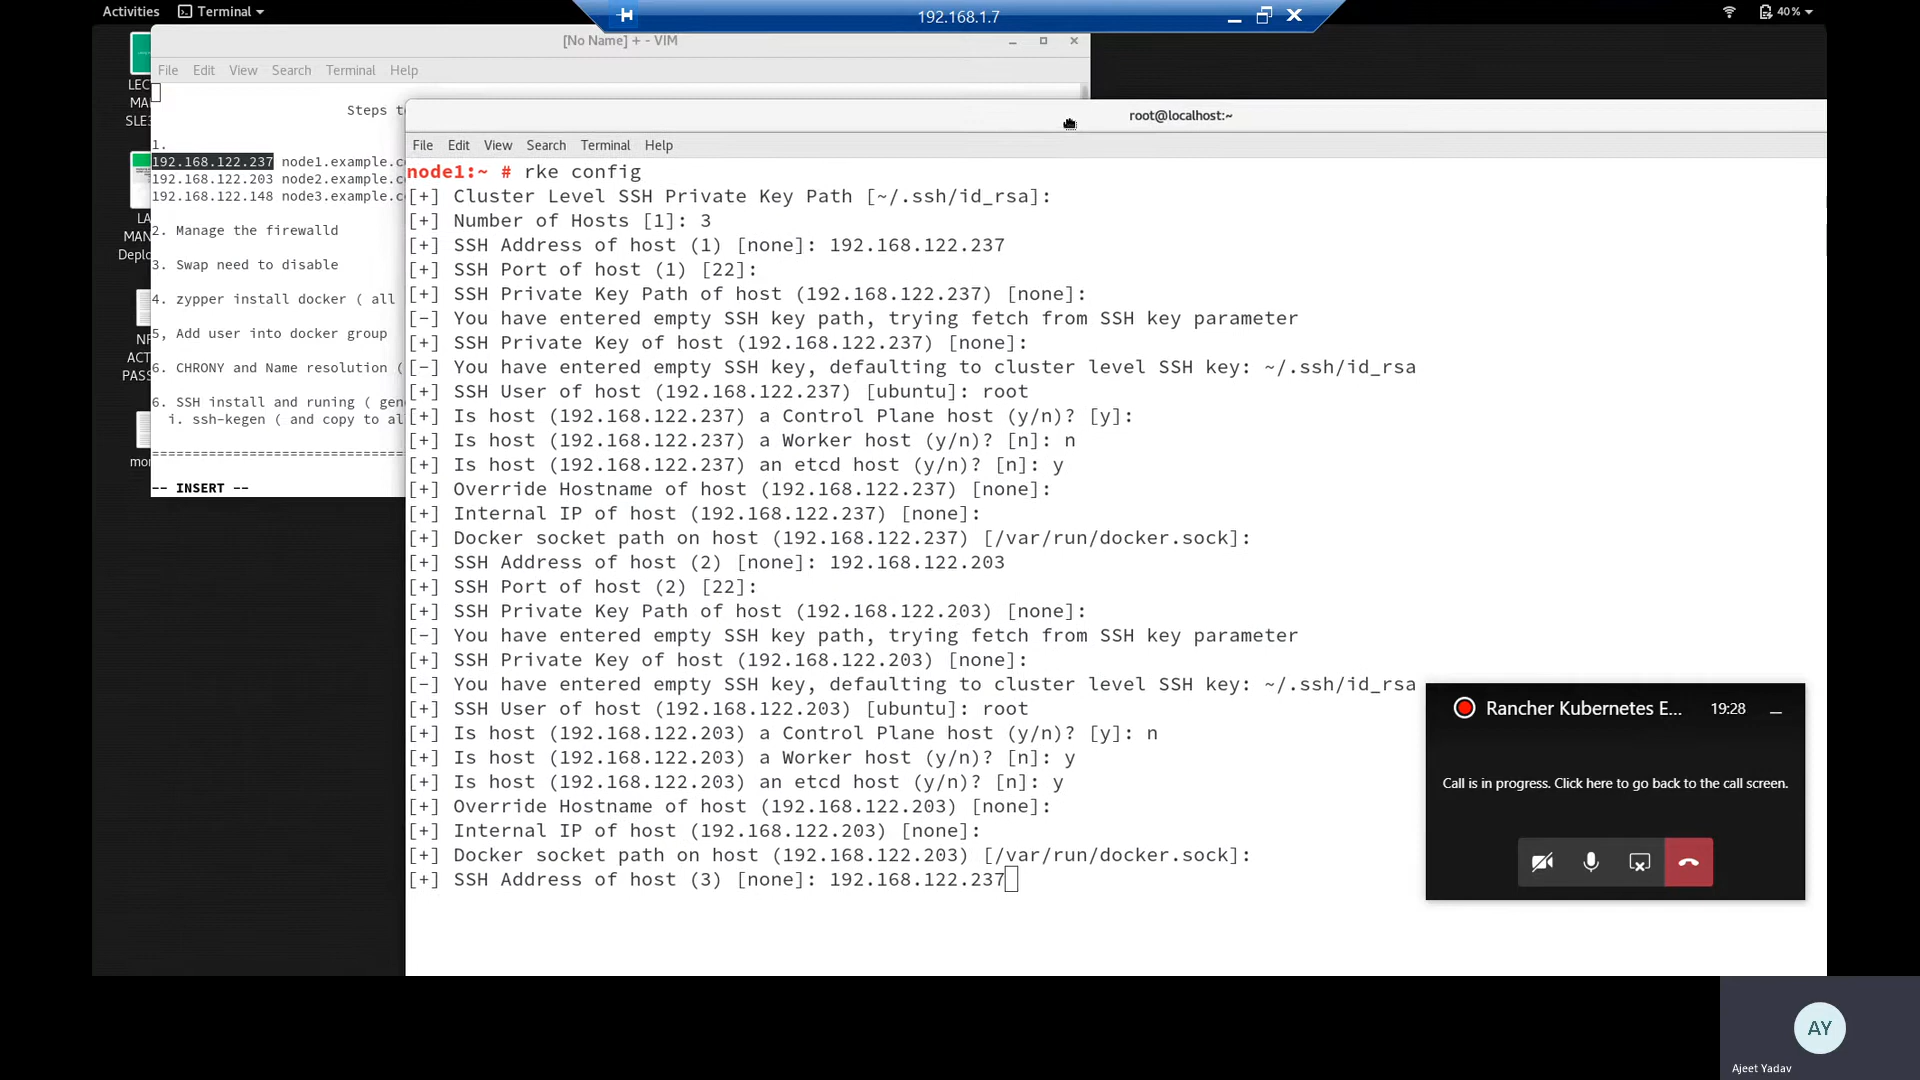 Activities
Terminal
40 %
192.168.1.7
[No Name] + - VIM
File Edit View Search Terminal Help
LEC
MA
SLE
LA
MAN
Deplo
NF
ACT
PASS
mor
Steps t
1.
192.168.122.237 node1.example.c
192.168.122.203 node2.example.c
192.168.122.148 node3.example.c
2. Manage the firewalld
3. Swap need to disable
4. zypper install docker ( all
5, Add user into docker group
6. CHRONY and Name resolution (
6. SSH install and runing ( gen
i. ssh-kegen ( and copy to al
===============================
-- INSERT --
root@localhost:~
File Edit View Search Terminal Help
node1:~ # rke config
[+] Cluster Level SSH Private Key Path [~/.ssh/id_rsa]:
[+] Number of Hosts [1]: 3
[+] SSH Address of host (1) [none]: 192.168.122.237
[+] SSH Port of host (1) [22]:
[+] SSH Private Key Path of host (192.168.122.237) [none]:
[-] You have entered empty SSH key path, trying fetch from SSH key parameter
[+] SSH Private Key of host (192.168.122.237) [none]:
[-] You have entered empty SSH key, defaulting to cluster level SSH key: ~/.ssh/id_rsa
[+] SSH User of host (192.168.122.237) [ubuntu]: root
[+] Is host (192.168.122.237) a Control Plane host (y/n)? [y]:
[+] Is host (192.168.122.237) a Worker host (y/n)? [n]: n
[+] Is host (192.168.122.237) an etcd host (y/n)? [n]: y
[+] Override Hostname of host (192.168.122.237) [none]:
[+] Internal IP of host (192.168.122.237) [none]:
[+] Docker socket path on host (192.168.122.237) [/var/run/docker.sock]:
[+] SSH Address of host (2) [none]: 192.168.122.203
[+] SSH Port of host (2) [22]:
[+] SSH Private Key Path of host (192.168.122.203) [none]:
[-] You have entered empty SSH key path, trying fetch from SSH key parameter
[+] SSH Private Key of host (192.168.122.203) [none]:
[-] You have entered empty SSH key, defaulting to cluster level SSH key: ~/.ssh/id_rsa
[+] SSH User of host (192.168.122.203) [ubuntu]: root
[+] Is host (192.168.122.203) a Control Plane host (y/n)? [y]: n
[+] Is host (192.168.122.203) a Worker host (y/n)? [n]: y
[+] Is host (192.168.122.203) an etcd host (y/n)? [n]: y
[+] Override Hostname of host (192.168.122.203) [none]:
[+] Internal IP of host (192.168.122.203) [none]:
[+] Docker socket path on host (192.168.122.203) [/var/run/docker.sock]:
[+] SSH Address of host (3) [none]: 192.168.122.237
Rancher Kubernetes E... 19:28
Call is in progress. Click here to go back to the call screen.
AY
Ajeet Yadav